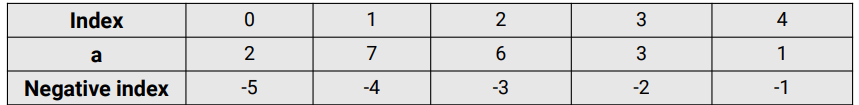 Index 0 1 2 3 4
a 2 7 6 3 1
Negative index -5 -4 -3 -2 -1